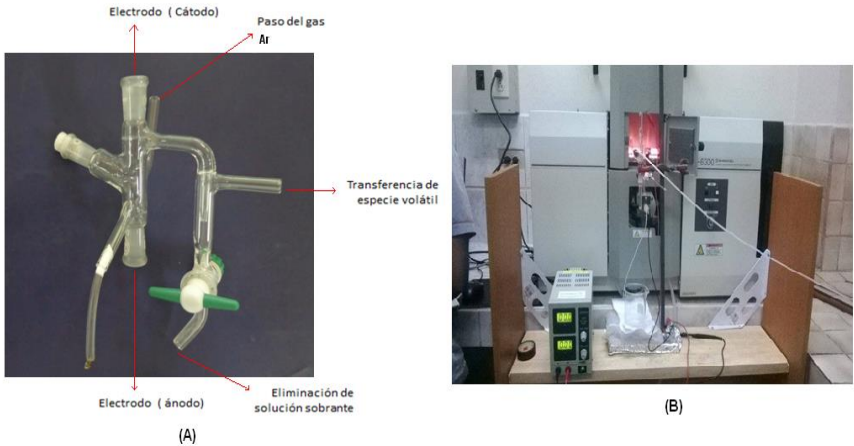 Electrodo ( Cátodo)
Paso del gas
Ar
Transferencia de
especie volátil
Eliminación de
solución sobrante
Electrodo ( ánodo)
(A)
(B)